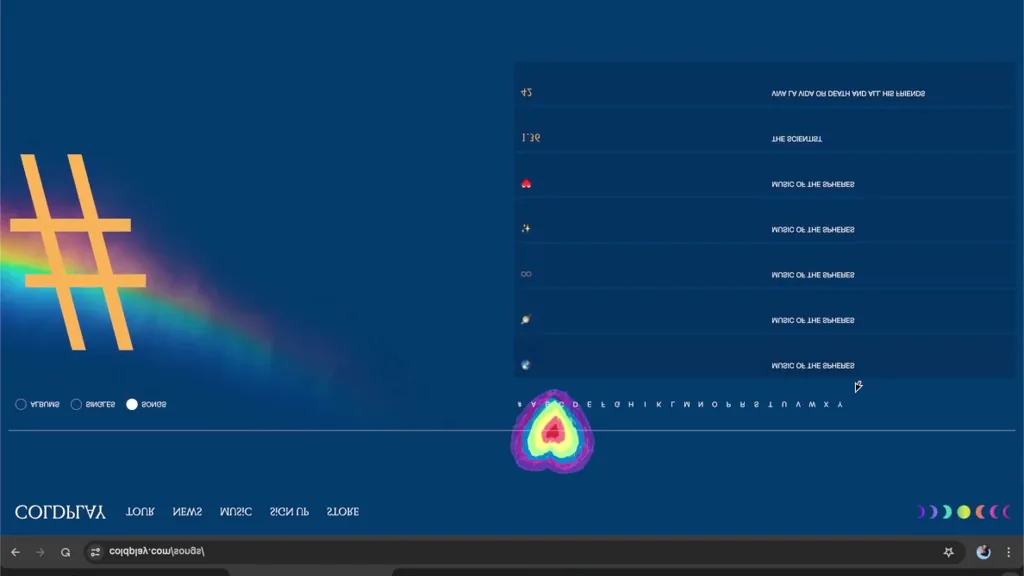 coldplay.com/songs/
COLDPLAY TOUR NEWS MUSIC SIGN UP STORE
ALBUMS SINGLES SONGS
# A B C D E F G H I K L M N O P R S T U V W X Y
#
🌎 MUSIC OF THE SPHERES
🪐 MUSIC OF THE SPHERES
∞ MUSIC OF THE SPHERES
✨ MUSIC OF THE SPHERES
❤️ MUSIC OF THE SPHERES
1.36 THE SCIENTIST
42 VIVA LA VIDA OR DEATH AND ALL HIS FRIENDS